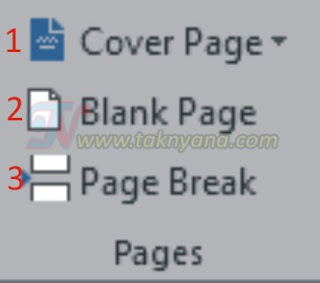 1 Cover Page
2 Blank Page
www.taknyana.com
3 Page Break
Pages